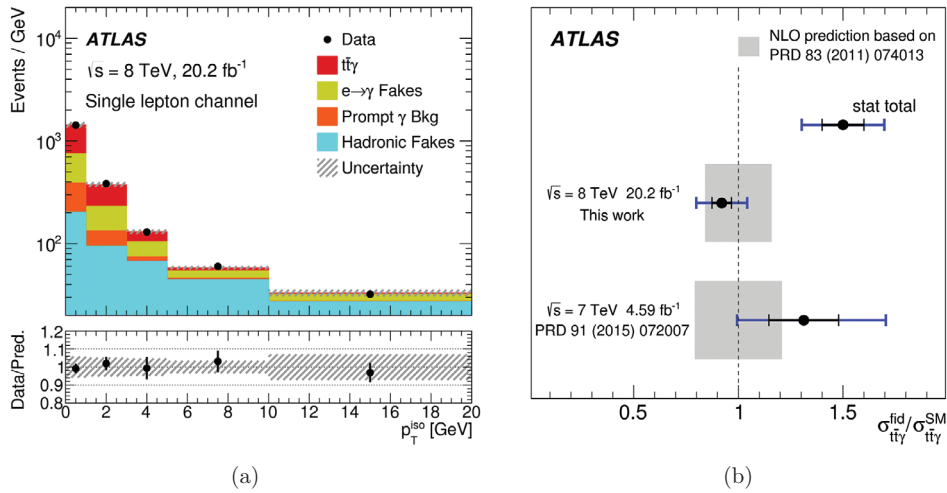 Events / GeV
10⁴
10³
10²
ATLAS
√s = 8 TeV, 20.2 fb⁻¹
Single lepton channel
Data
tt̄γ
e→γ Fakes
Prompt γ Bkg
Hadronic Fakes
Uncertainty
Data/Pred.
1.2
1.1
1
0.9
0.8
0 2 4 6 8 10 12 14 16 18 20
p_T^iso [GeV]
(a)
ATLAS
NLO prediction based on
PRD 83 (2011) 074013
stat total
√s = 8 TeV 20.2 fb⁻¹
This work
√s = 7 TeV 4.59 fb⁻¹
PRD 91 (2015) 072007
0.5 1 1.5
σ^fid_tt̄γ/σ^SM_tt̄γ
(b)